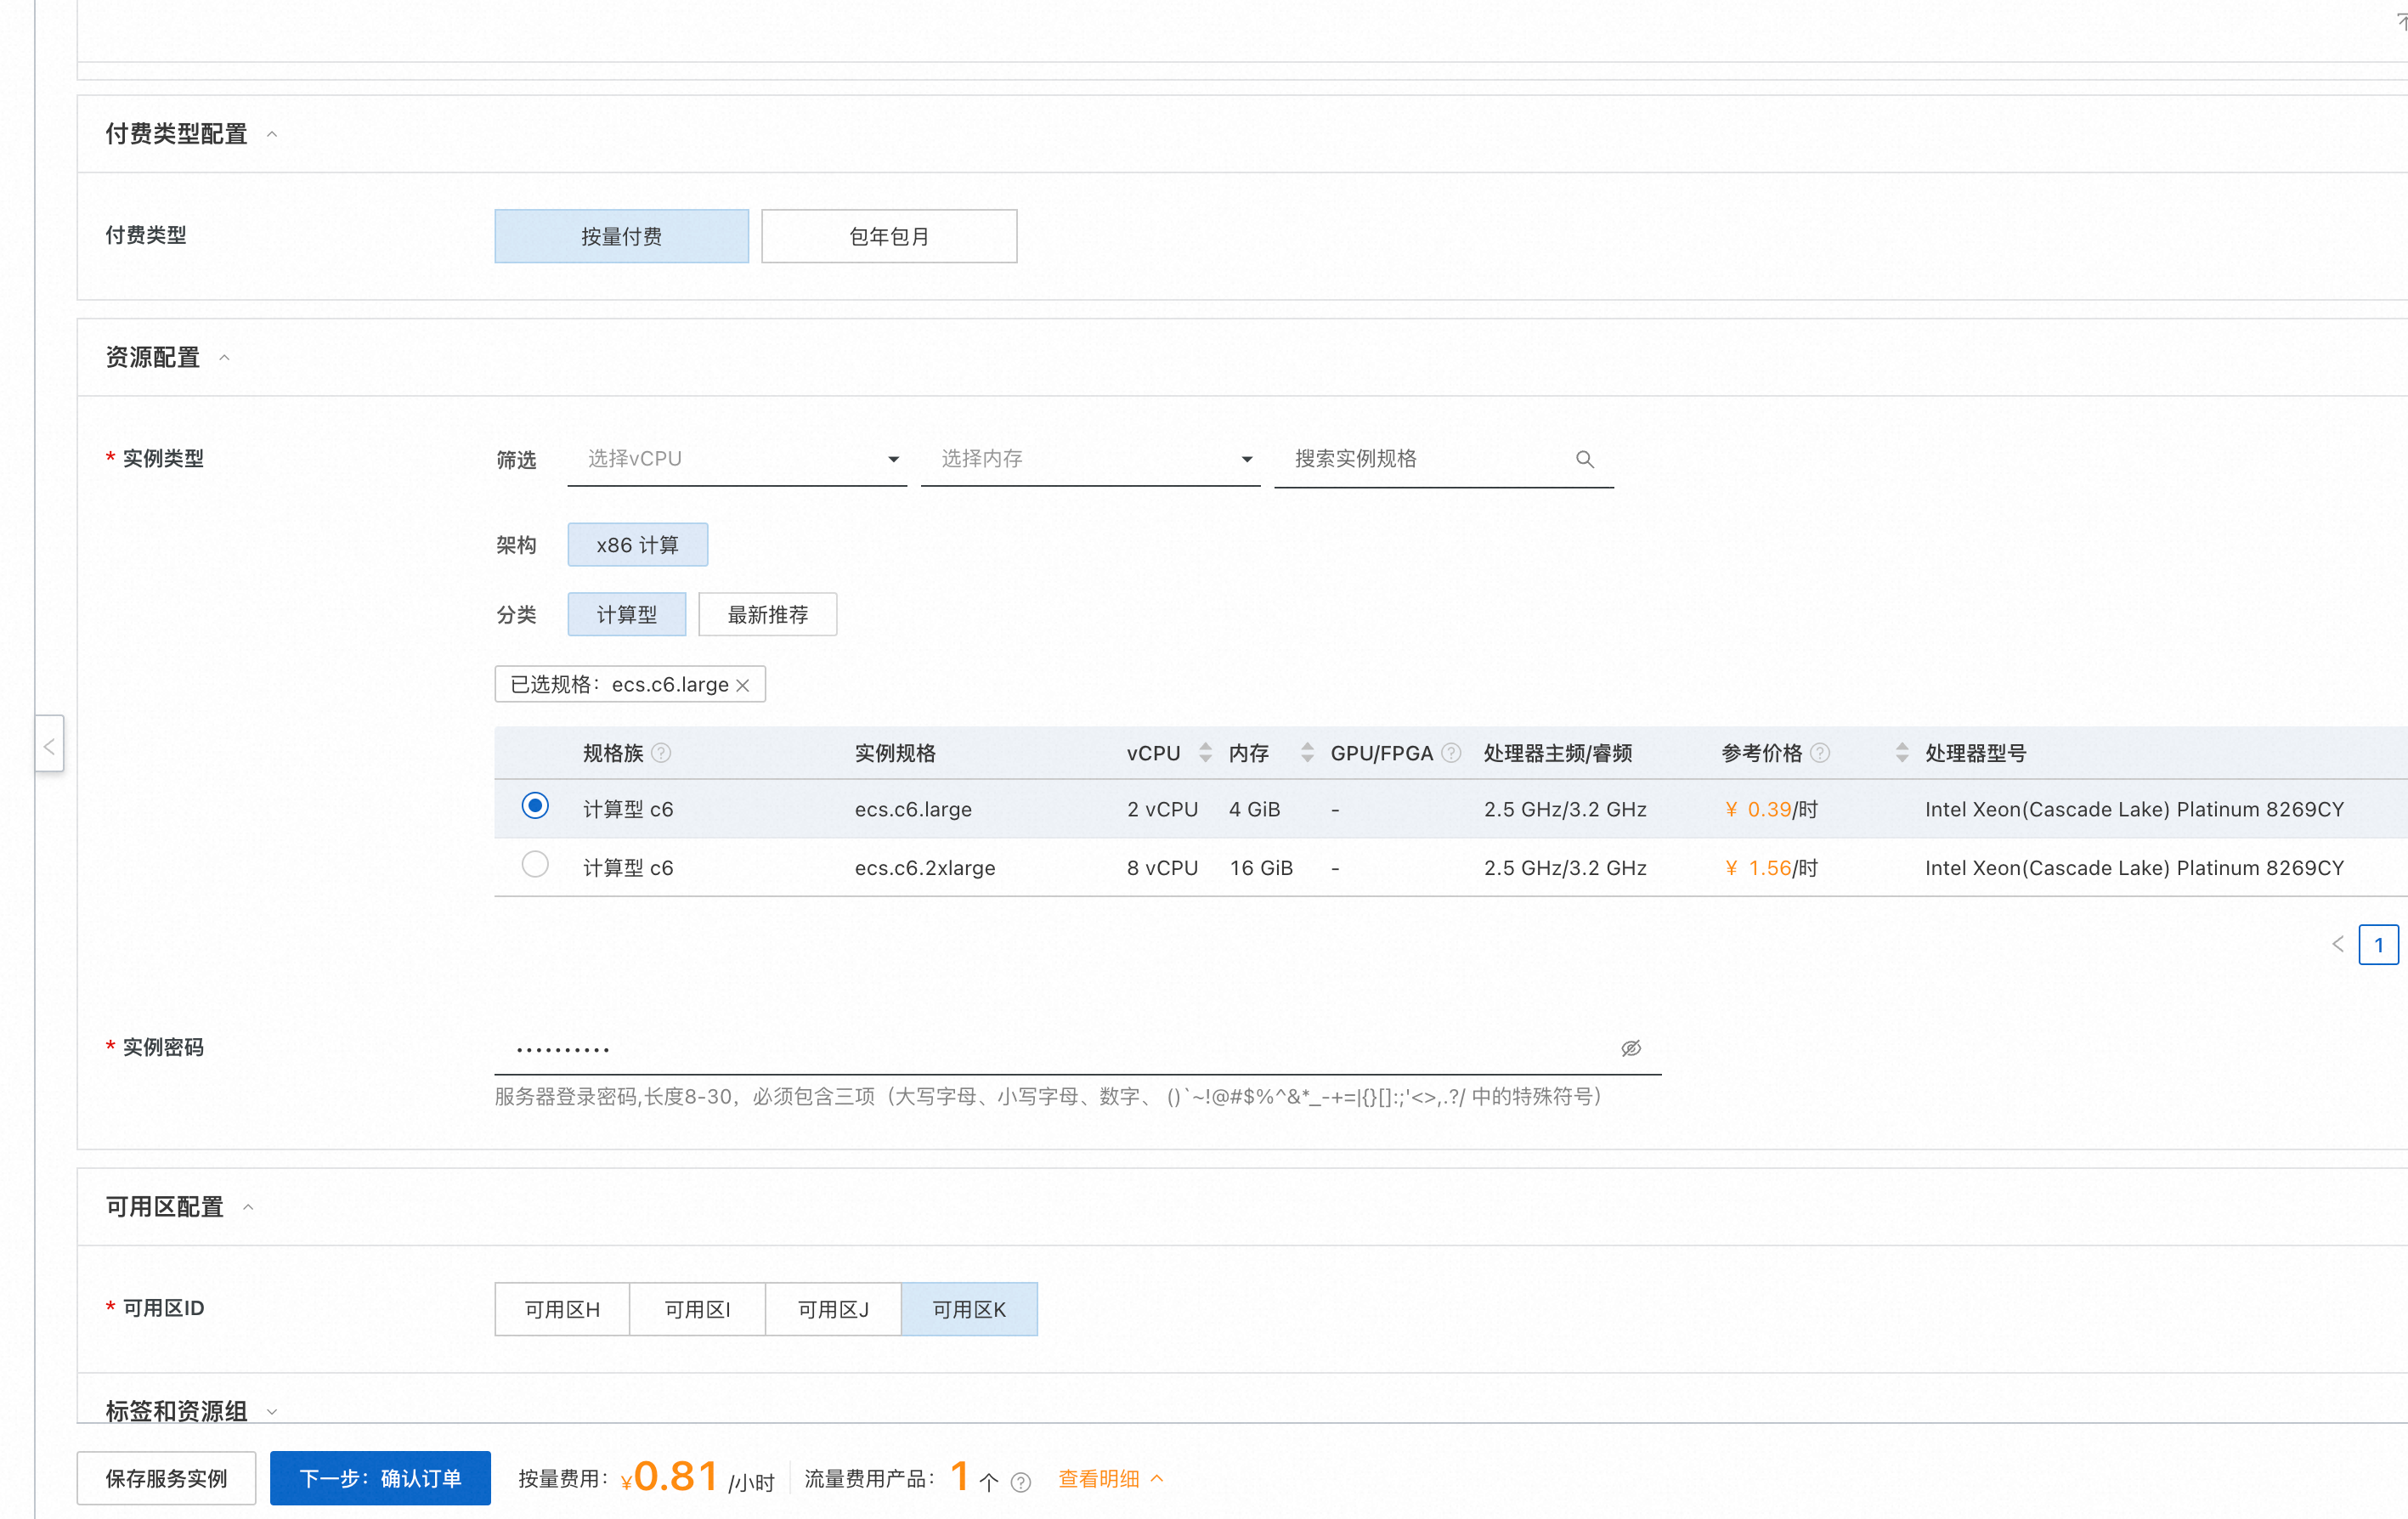 付费类型配置
付费类型 按量付费 包年包月
资源配置
* 实例类型 筛选 选择vCPU 选择内存 搜索实例规格
架构 x86 计算
分类 计算型 最新推荐
已选规格：ecs.c6.large
规格族 实例规格 vCPU 内存 GPU/FPGA 处理器主频/睿频 参考价格 处理器型号
计算型 c6 ecs.c6.large 2 vCPU 4 GiB - 2.5 GHz/3.2 GHz ¥ 0.39/时 Intel Xeon(Cascade Lake) Platinum 8269CY
计算型 c6 ecs.c6.2xlarge 8 vCPU 16 GiB - 2.5 GHz/3.2 GHz ¥ 1.56/时 Intel Xeon(Cascade Lake) Platinum 8269CY
1
* 实例密码 ··········
服务器登录密码,长度8-30，必须包含三项（大写字母、小写字母、数字、 ()`~!@#$%^&*_-+=|{}[]:;'<>,.?/ 中的特殊符号）
可用区配置
* 可用区ID 可用区H 可用区I 可用区J 可用区K
标签和资源组
保存服务实例 下一步：确认订单 按量费用：¥0.81 /小时 流量费用产品：1 个 查看明细